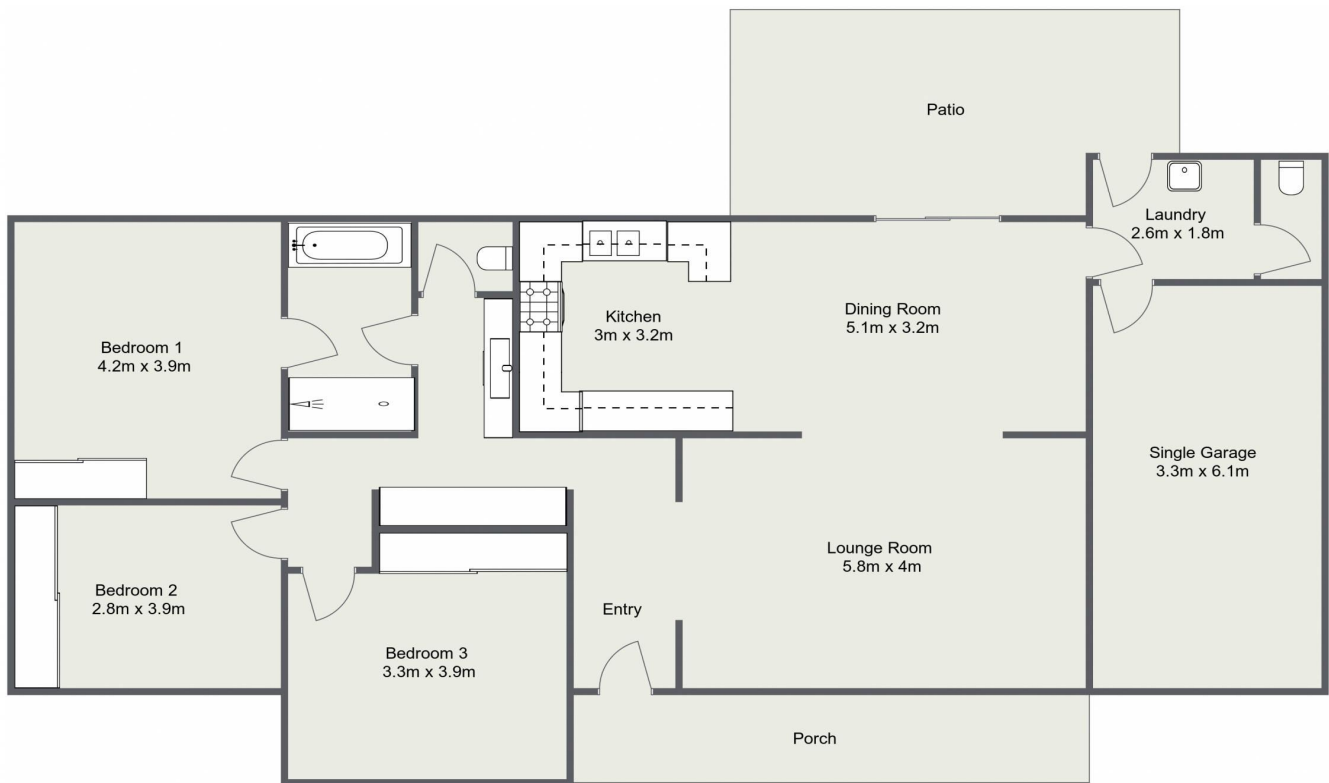 Patio
Laundry
2.6m x 1.8m
Kitchen
3m x 3.2m
Dining Room
5.1m x 3.2m
Bedroom 1
4.2m x 3.9m
Single Garage
3.3m x 6.1m
Lounge Room
5.8m x 4m
Bedroom 2
2.8m x 3.9m
Entry
Bedroom 3
3.3m x 3.9m
Porch